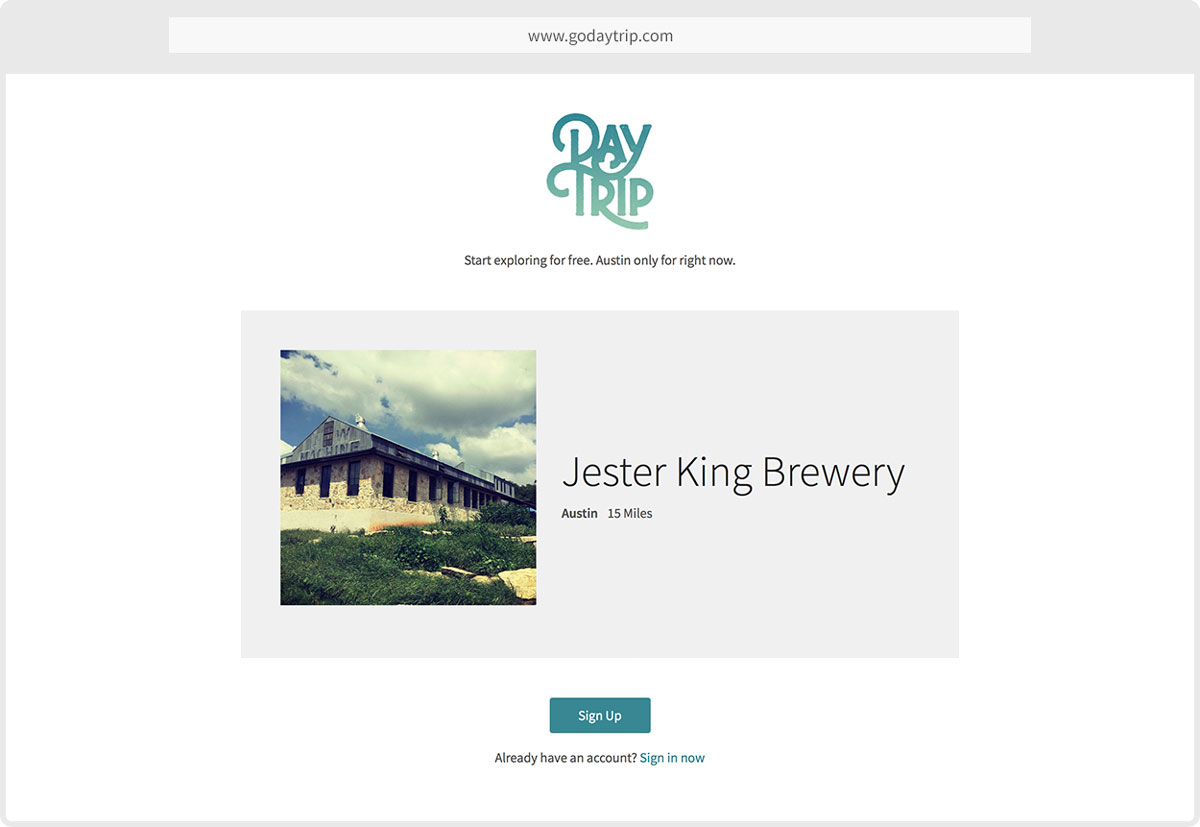 www.godaytrip.com
DAY
TRIP
Start exploring for free. Austin only for right now.
MACHINE
Jester King Brewery
Austin 15 Miles
Sign Up
Already have an account? Sign in now